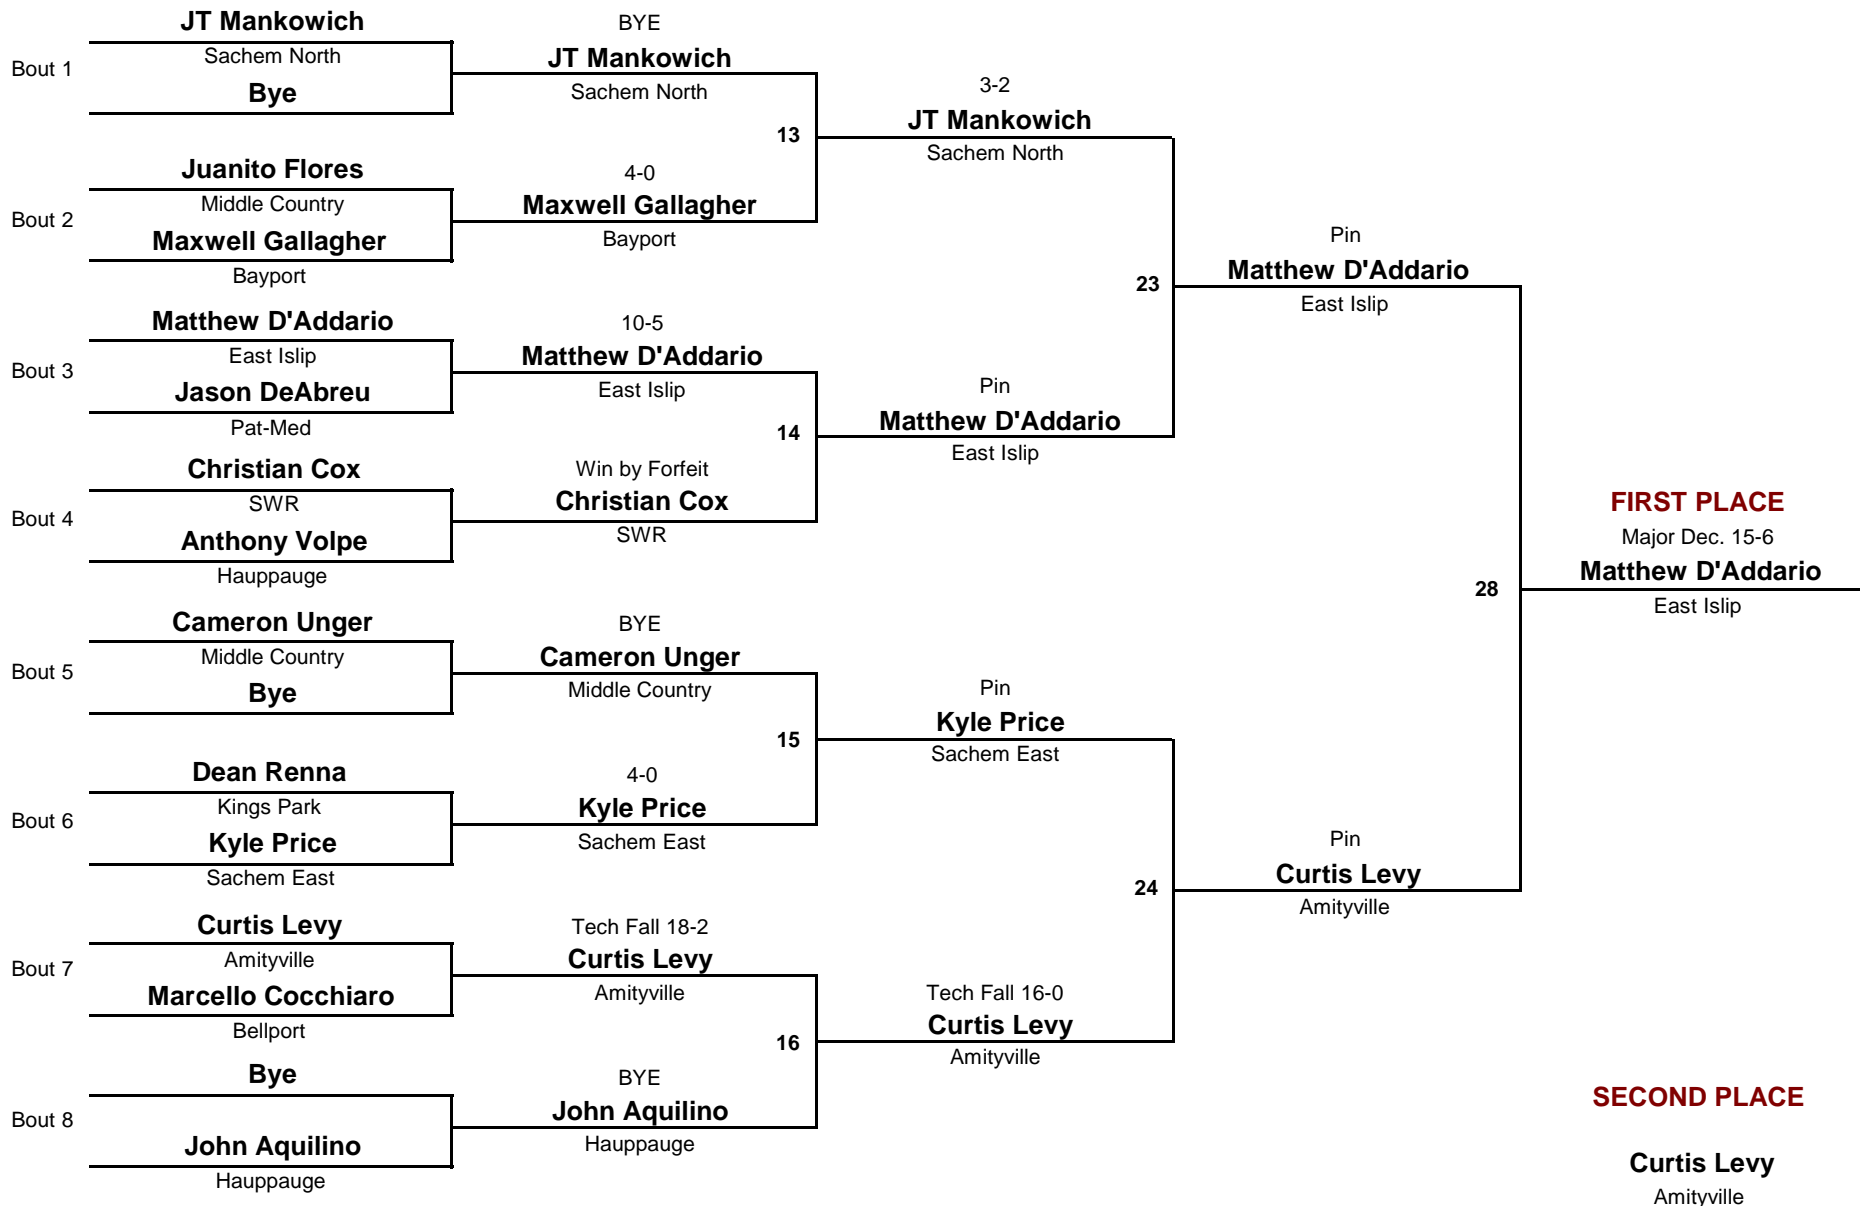 JT Mankowich
Bout 1
Sachem North
Bye
Juanito Flores
Bout 2
Middle Country
Maxwell Gallagher
Bayport
Matthew D'Addario
Bout 3
East Islip
Jason DeAbreu
Pat-Med
Christian Cox
Bout 4
SWR
Anthony Volpe
Hauppauge
Cameron Unger
Bout 5
Middle Country
Bye
Dean Renna
Bout 6
Kings Park
Kyle Price
Sachem East
Curtis Levy
Bout 7
Amityville
Marcello Cocchiaro
Bellport
Bye
Bout 8
John Aquilino
Hauppauge
BYE
JT Mankowich
Sachem North
13
4-0
Maxwell Gallagher
Bayport
10-5
Matthew D'Addario
East Islip
14
Win by Forfeit
Christian Cox
SWR
BYE
Cameron Unger
Middle Country
15
4-0
Kyle Price
Sachem East
Tech Fall 18-2
Curtis Levy
Amityville
16
BYE
John Aquilino
Hauppauge
3-2
JT Mankowich
Sachem North
23
Pin
Matthew D'Addario
East Islip
Pin
Kyle Price
Sachem East
24
Tech Fall 16-0
Curtis Levy
Amityville
Pin
Matthew D'Addario
East Islip
28
Pin
Curtis Levy
Amityville
FIRST PLACE
Major Dec. 15-6
Matthew D'Addario
East Islip
SECOND PLACE
Curtis Levy
Amityville